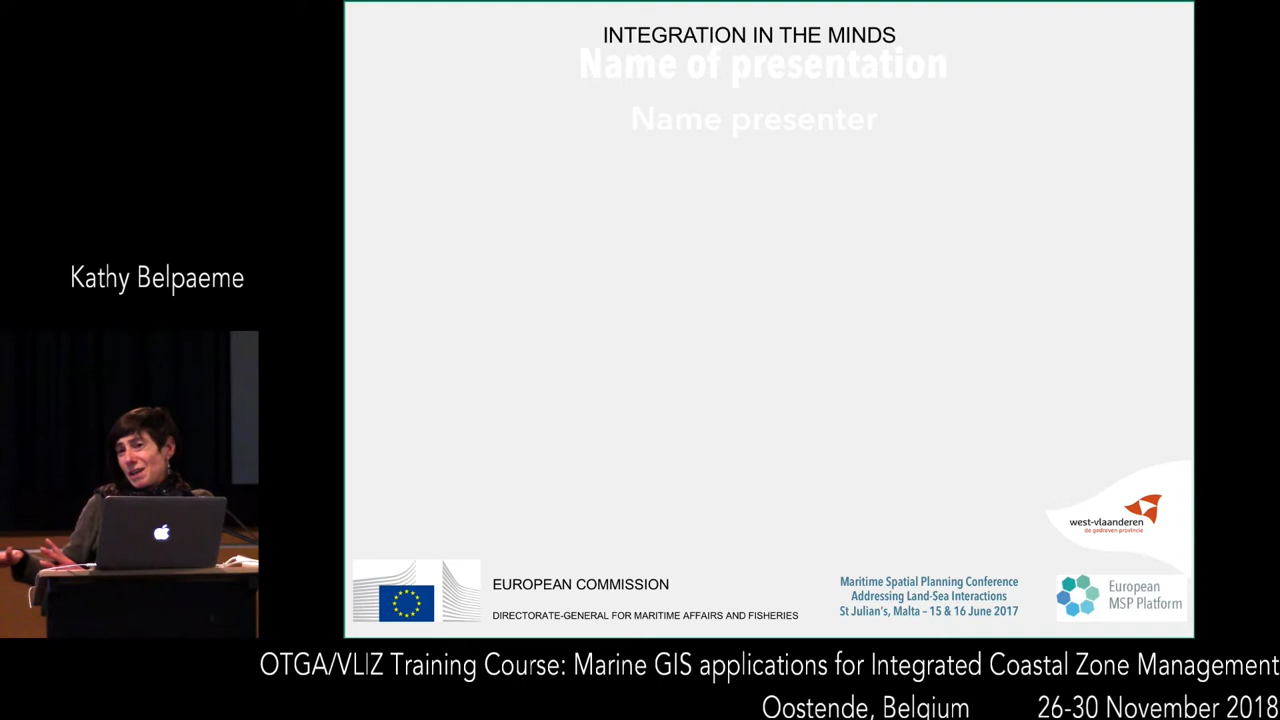 INTEGRATION IN THE MINDS
Name of presentation
Name presenter
Kathy Belpaeme
west-vlaanderen
de gedreven provincie
EUROPEAN COMMISSION
DIRECTORATE-GENERAL FOR MARITIME AFFAIRS AND FISHERIES
Maritime Spatial Planning Conference
Addressing Land-Sea Interactions
St Julian's, Malta – 15 & 16 June 2017
European
MSP Platform
OTGA/VLIZ Training Course: Marine GIS applications for Integrated Coastal Zone Management
Oostende, Belgium 26-30 November 2018